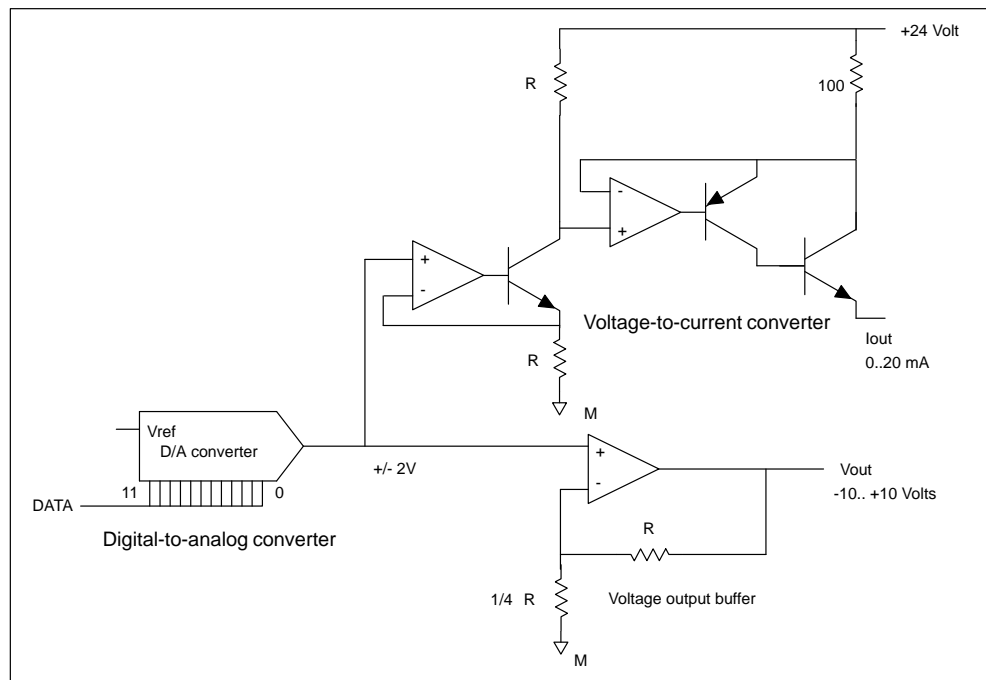 +24 Volt
R
100
-
+
+
-
Voltage-to-current converter
Iout
0..20 mA
R
M
Vref
D/A converter
+/- 2V
+
-
Vout
-10.. +10 Volts
11
0
DATA
Digital-to-analog converter
R
1/4 R
Voltage output buffer
M